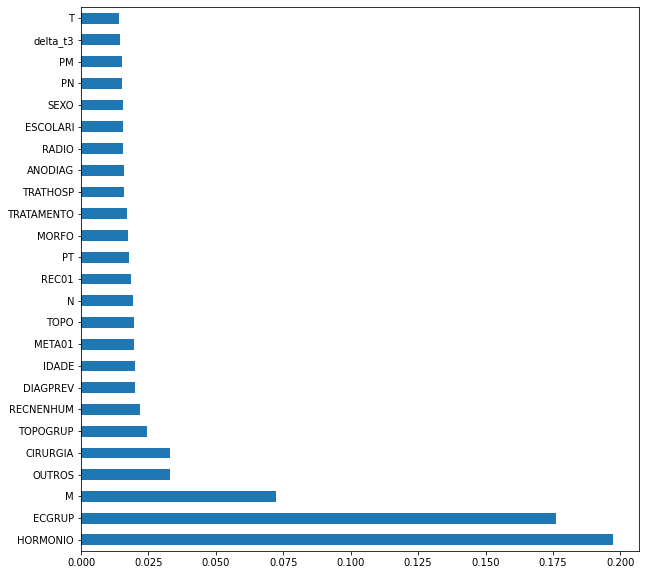 T
delta_t3
PM
PN
SEXO
ESCOLARI
RADIO
ANODIAG
TRATHOSP
TRATAMENTO
MORFO
PT
REC01
N
TOPO
META01
IDADE
DIAGPREV
RECNENHUM
TOPOGRUP
CIRURGIA
OUTROS
M
ECGRUP
HORMONIO
0.000 0.025 0.050 0.075 0.100 0.125 0.150 0.175 0.200